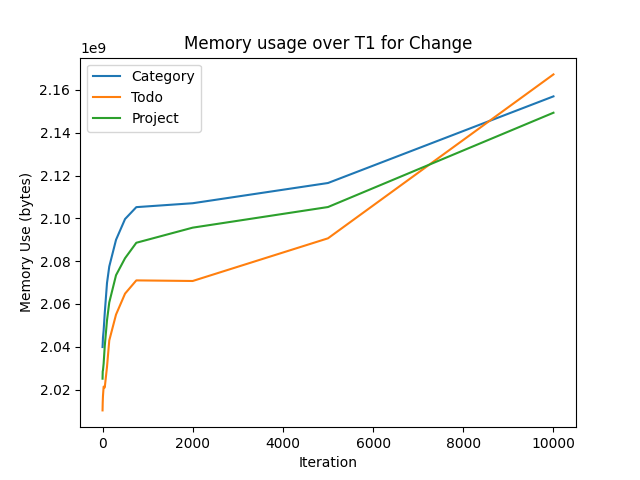 Memory usage over T1 for Change
1e9
Category
Todo
Project
2.16
2.14
2.12
2.10
2.08
2.06
2.04
2.02
Memory Use (bytes)
0 2000 4000 6000 8000 10000
Iteration